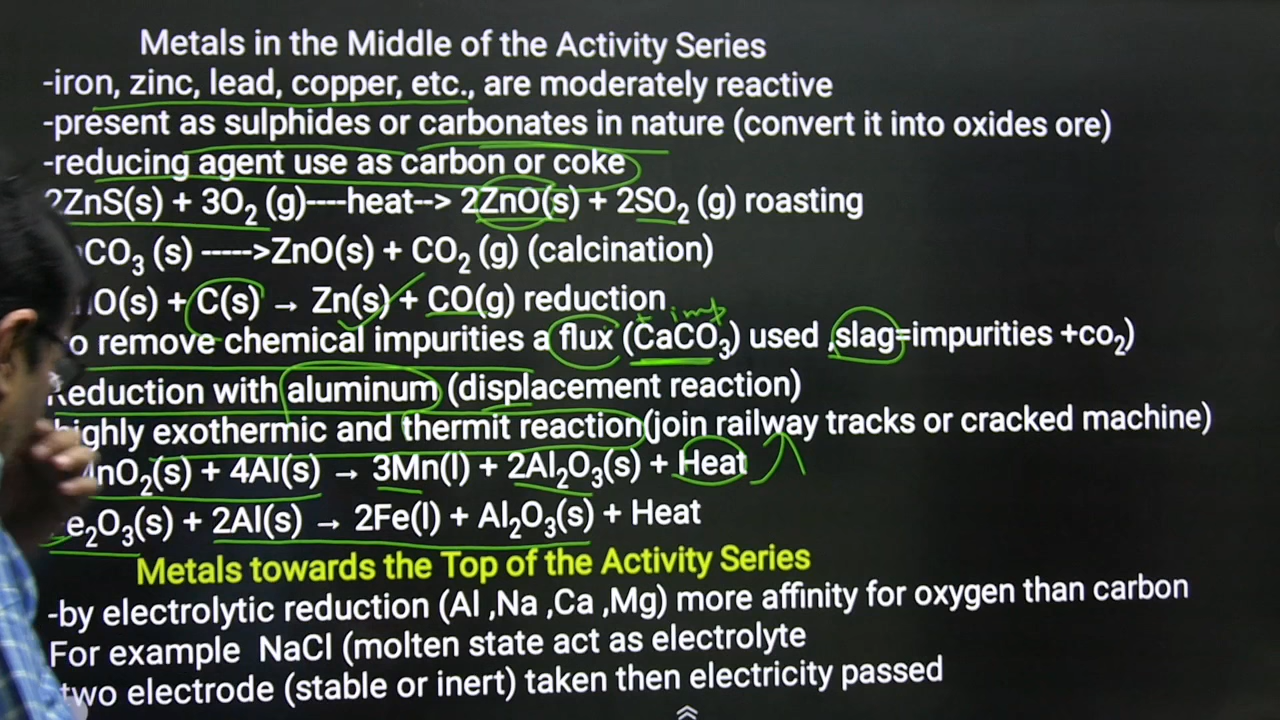 Metals in the Middle of the Activity Series
-iron, zinc, lead, copper, etc., are moderately reactive
-present as sulphides or carbonates in nature (convert it into oxides ore)
-reducing agent use as carbon or coke
2ZnS(s) + 3O₂ (g)----heat--> 2ZnO(s) + 2SO₂ (g) roasting
CO₃ (s) ----->ZnO(s) + CO₂ (g) (calcination)
O(s) + C(s) → Zn(s) + CO(g) reduction
imp
o remove chemical impurities a flux (CaCO₃) used ,slag=impurities +co₂)
Reduction with aluminum (displacement reaction)
highly exothermic and thermit reaction(join railway tracks or cracked machine)
nO₂(s) + 4Al(s) → 3Mn(l) + 2Al₂O₃(s) + Heat
e₂O₃(s) + 2Al(s) → 2Fe(l) + Al₂O₃(s) + Heat
Metals towards the Top of the Activity Series
-by electrolytic reduction (Al ,Na ,Ca ,Mg) more affinity for oxygen than carbon
For example NaCl (molten state act as electrolyte
two electrode (stable or inert) taken then electricity passed